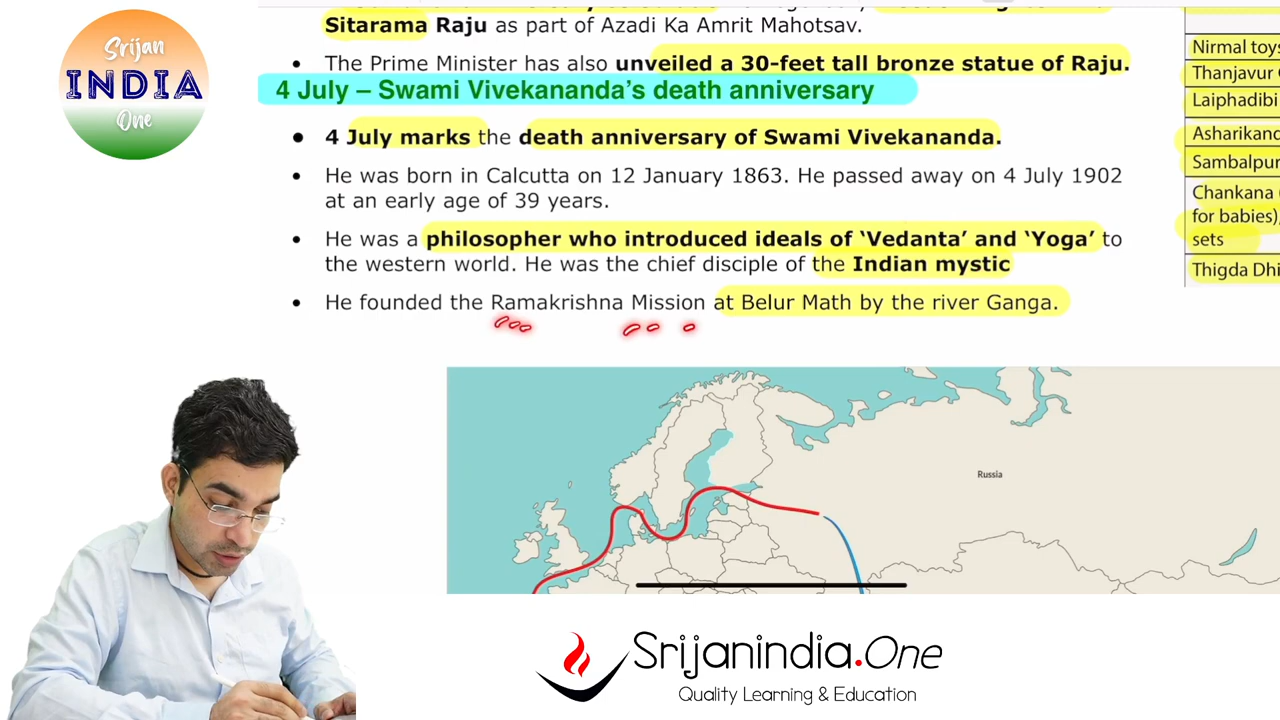 Srijan
INDIA
One
Sitarama Raju as part of Azadi Ka Amrit Mahotsav.
• The Prime Minister has also unveiled a 30-feet tall bronze statue of Raju.
4 July – Swami Vivekananda’s death anniversary
• 4 July marks the death anniversary of Swami Vivekananda.
• He was born in Calcutta on 12 January 1863. He passed away on 4 July 1902
at an early age of 39 years.
• He was a philosopher who introduced ideals of ‘Vedanta’ and ‘Yoga’ to
the western world. He was the chief disciple of the Indian mystic
• He founded the Ramakrishna Mission at Belur Math by the river Ganga.
Nirmal toys
Thanjavur
Laiphadibi
Asharikand
Sambalpur
Chankana
for babies)
sets
Thigda Dhi
Russia
Srijanindia.One
Quality Learning & Education